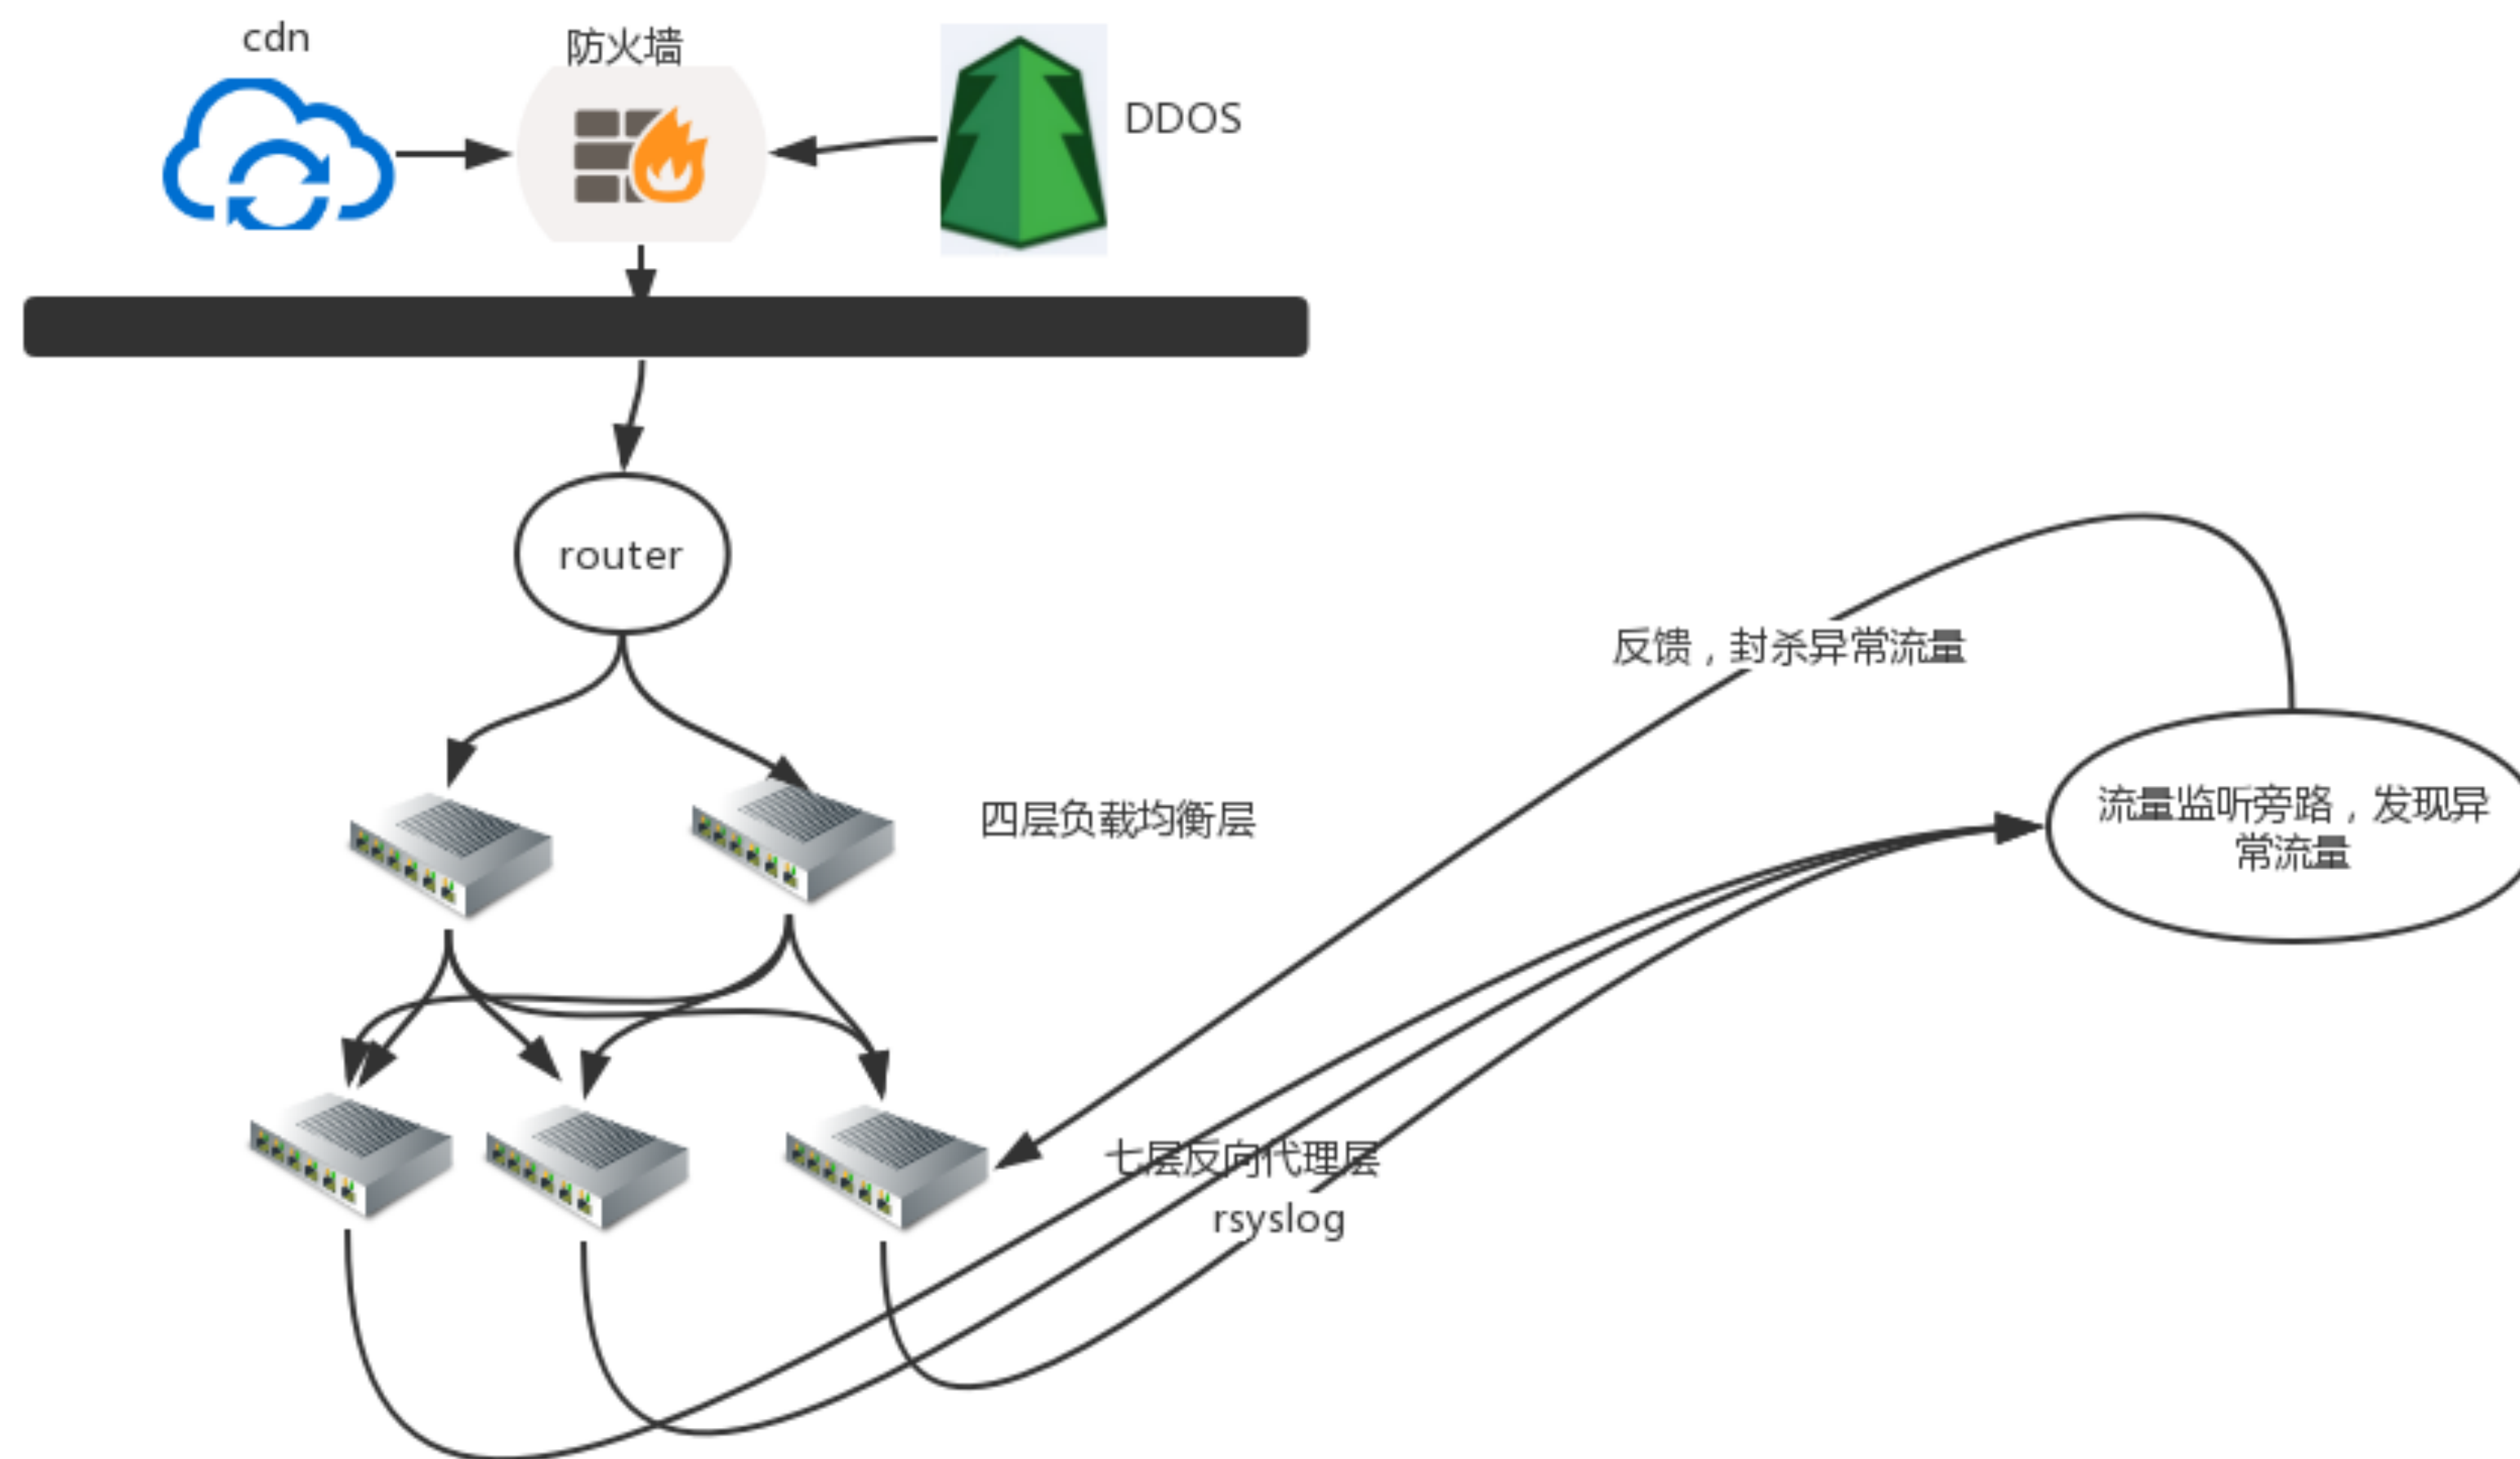 cdn
防火墙
DDOS
router
反馈，封杀异常流量
四层负载均衡层
流量监听旁路，发现异
常流量
七层反向代理层
rsyslog